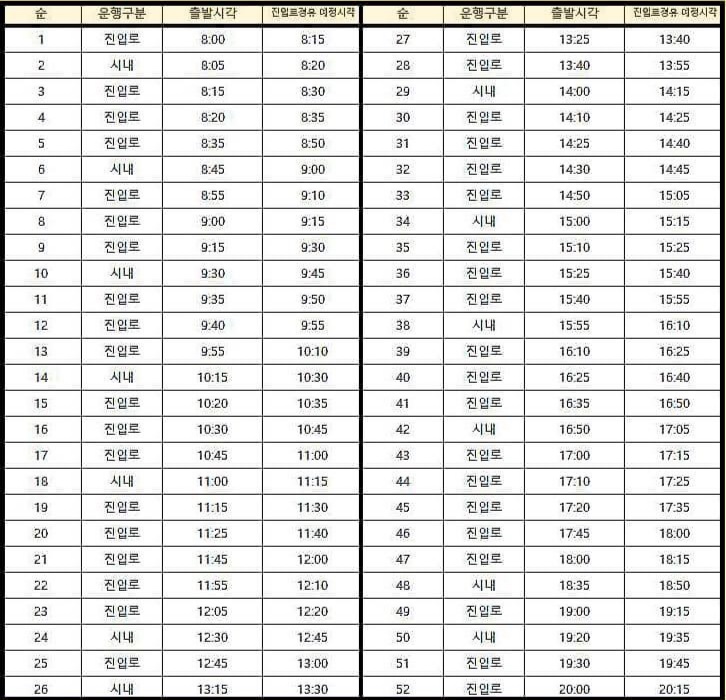 순 운행구분 출발시각 진입로경유 예정시각 순 운행구분 출발시각 진입로경유 예정시각
1 진입로 8:00 8:15 27 진입로 13:25 13:40
2 시내 8:05 8:20 28 진입로 13:40 13:55
3 진입로 8:15 8:30 29 시내 14:00 14:15
4 진입로 8:20 8:35 30 진입로 14:10 14:25
5 진입로 8:35 8:50 31 진입로 14:25 14:40
6 시내 8:45 9:00 32 진입로 14:30 14:45
7 진입로 8:55 9:10 33 진입로 14:50 15:05
8 진입로 9:00 9:15 34 시내 15:00 15:15
9 진입로 9:15 9:30 35 진입로 15:10 15:25
10 시내 9:30 9:45 36 진입로 15:25 15:40
11 진입로 9:35 9:50 37 진입로 15:40 15:55
12 진입로 9:40 9:55 38 시내 15:55 16:10
13 진입로 9:55 10:10 39 진입로 16:10 16:25
14 시내 10:15 10:30 40 진입로 16:25 16:40
15 진입로 10:20 10:35 41 진입로 16:35 16:50
16 진입로 10:30 10:45 42 시내 16:50 17:05
17 진입로 10:45 11:00 43 진입로 17:00 17:15
18 시내 11:00 11:15 44 진입로 17:10 17:25
19 진입로 11:15 11:30 45 진입로 17:20 17:35
20 진입로 11:25 11:40 46 진입로 17:45 18:00
21 진입로 11:45 12:00 47 진입로 18:00 18:15
22 진입로 11:55 12:10 48 시내 18:35 18:50
23 진입로 12:05 12:20 49 진입로 19:00 19:15
24 시내 12:30 12:45 50 시내 19:20 19:35
25 진입로 12:45 13:00 51 진입로 19:30 19:45
26 시내 13:15 13:30 52 진입로 20:00 20:15